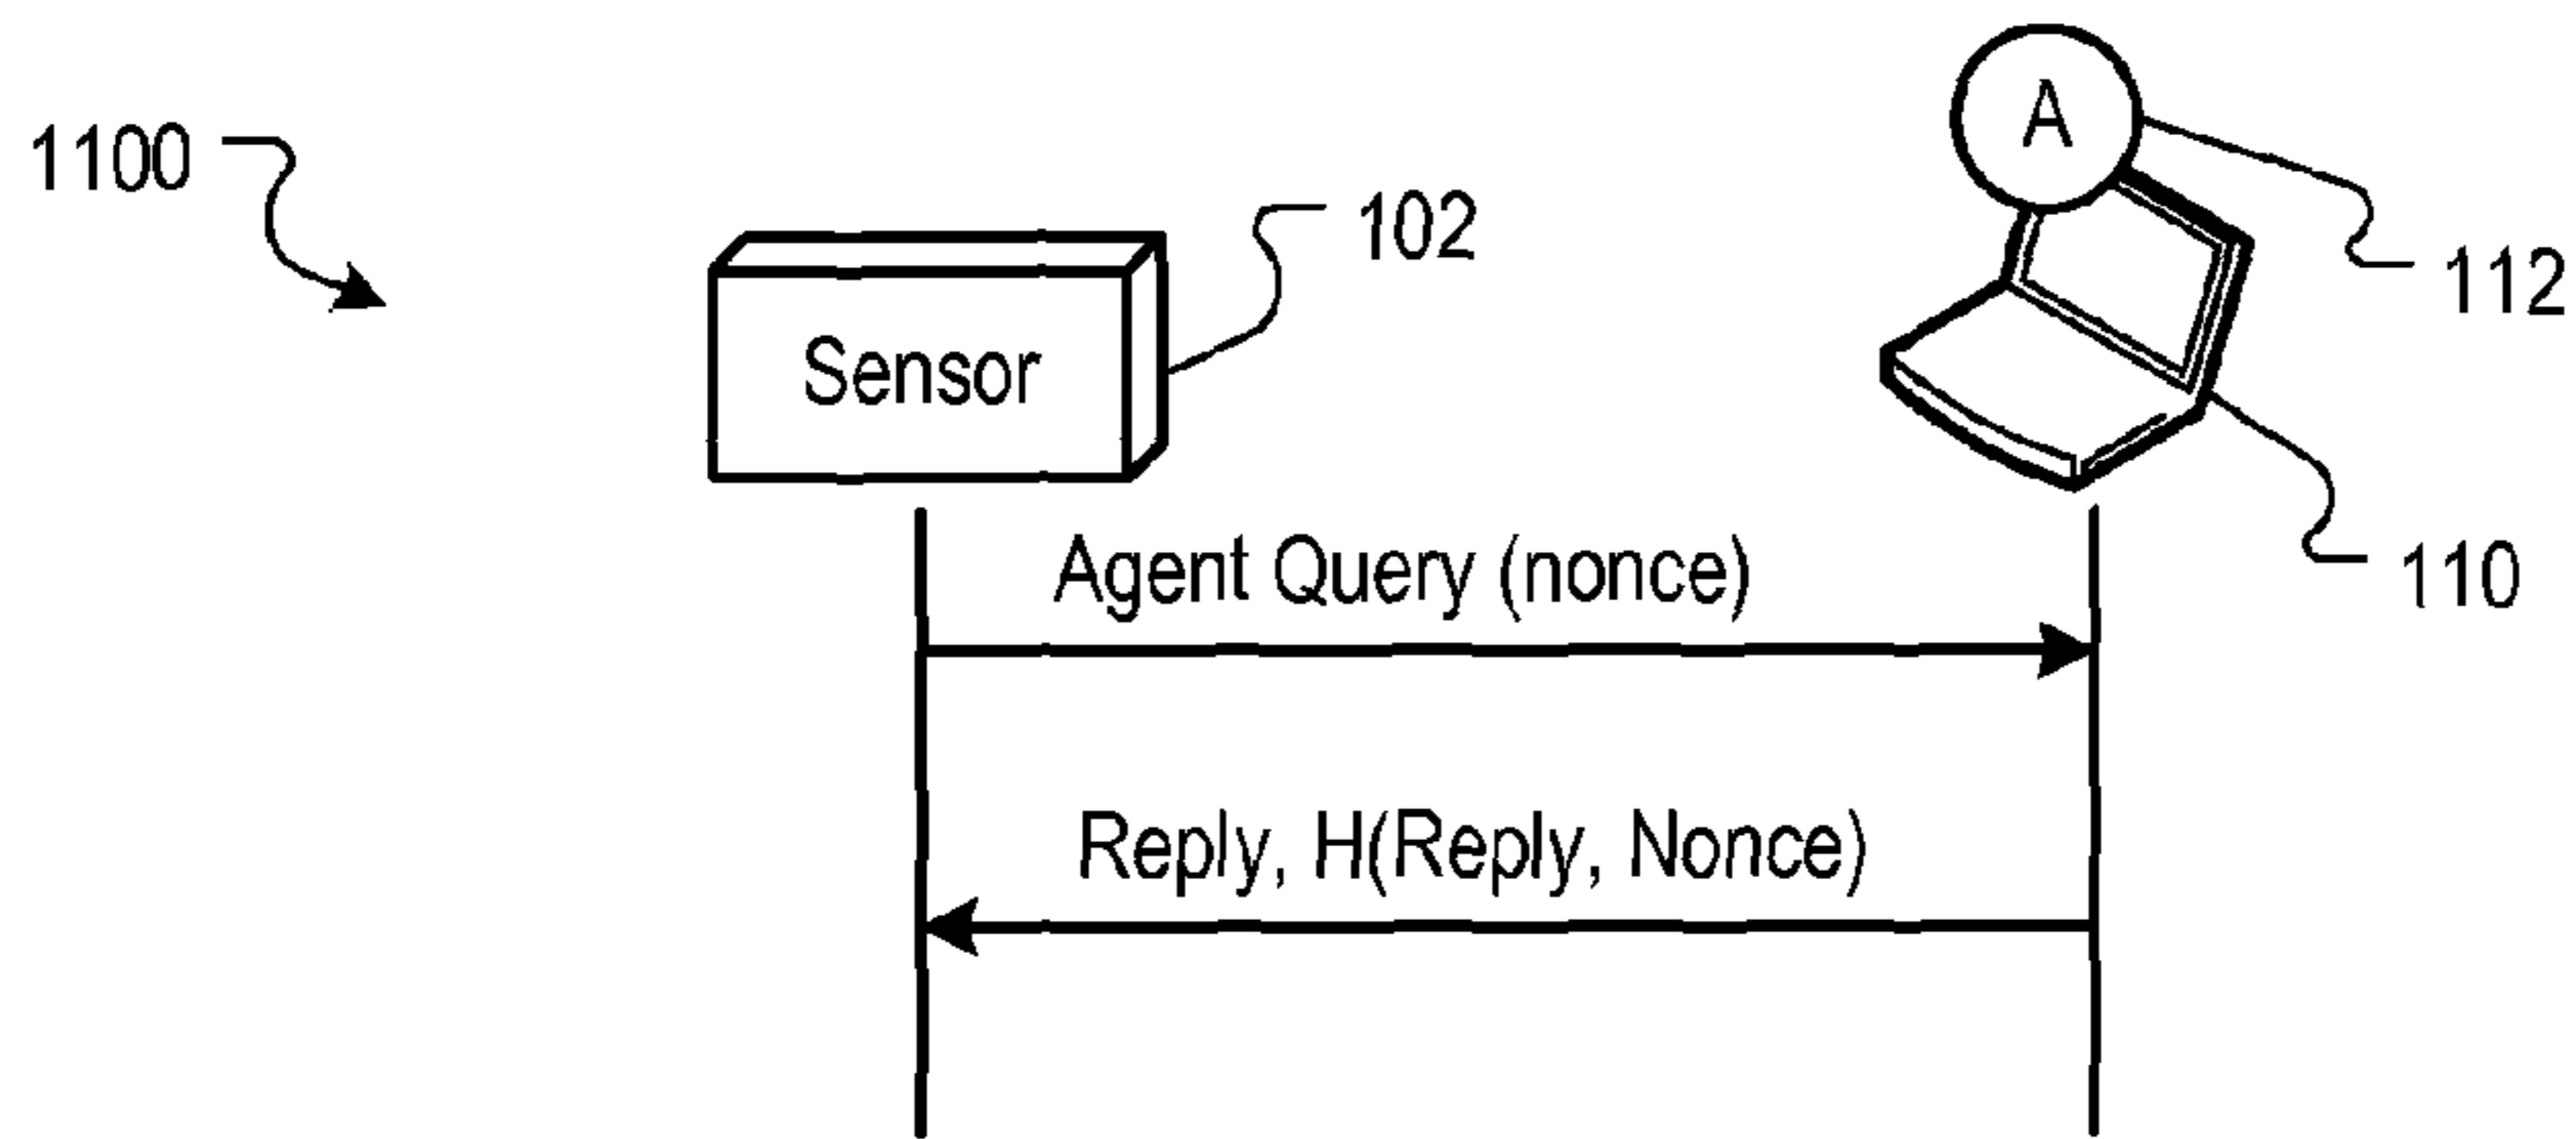 1100
A
102
112
Sensor
110
Agent Query (nonce)
Reply, H(Reply, Nonce)